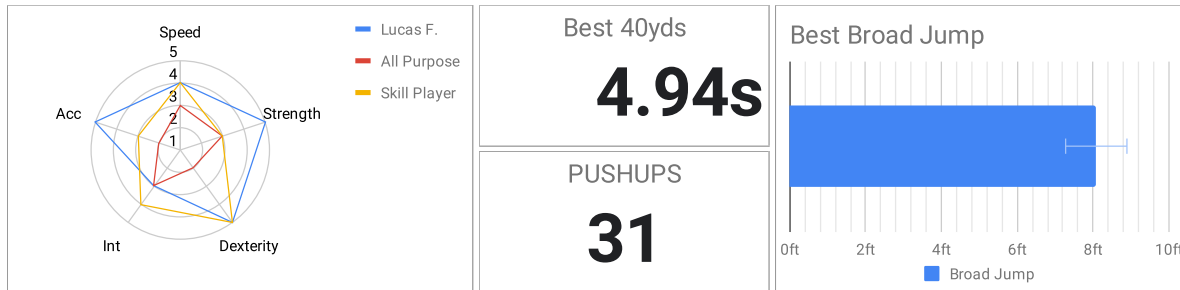 Speed
5
4
3
2
1
Acc
Strength
Int
Dexterity
Lucas F.
All Purpose
Skill Player
Best 40yds
4.94s
PUSHUPS
31
Best Broad Jump
0ft 2ft 4ft 6ft 8ft 10ft
Broad Jump